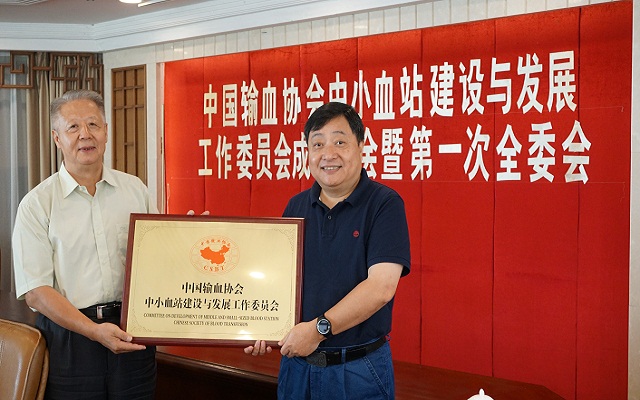 中国输血协会中小血站建设与发展
工作委员会成 会暨第一次全委会
CSBT
中国输血协会
中小血站建设与发展工作委员会
COMMITTEE ON DEVELOPMENT OF MIDDLE AND SMALL-SIZED BLOOD STATION
CHINESE SOCIETY OF BLOOD TRANSFUSION